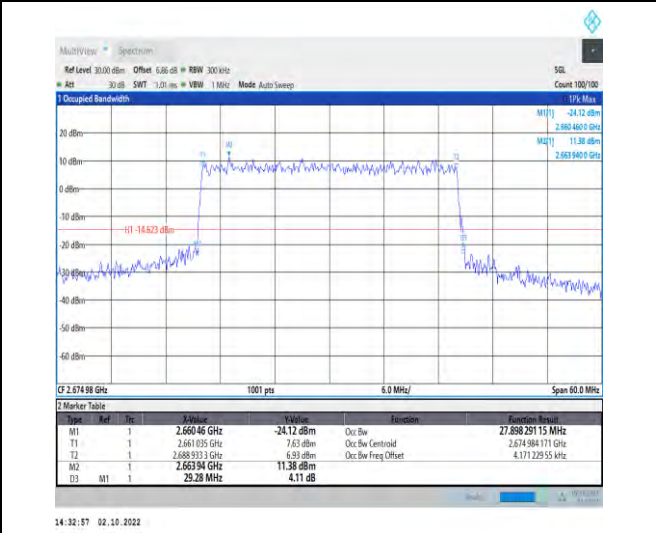 MultiView Spectrum
Ref Level 30.00 dBm Offset 6.86 dB RBW 300 kHz SGL
Att 30 dB SWT 1.01 ms VBW 1 MHz Mode Auto Sweep Count 100/100
1 Occupied Bandwidth 1Pk Max
M1[1] -24.12 dBm
2.660 4600 GHz
M2[1] 11.38 dBm
2.663 9400 GHz
20 dBm
10 dBm
0 dBm
-10 dBm
H1 -14.623 dBm
-20 dBm
-30 dBm
-40 dBm
-50 dBm
-60 dBm
CF 2.674 98 GHz 1001 pts 6.0 MHz/ Span 60.0 MHz
2 Marker Table
Type Ref Trc X-Value Y-Value Function Function Result
M1 1 2.660 46 GHz -24.12 dBm Occ Bw 27.898 291 15 MHz
T1 1 2.661 035 GHz 7.63 dBm Occ Bw Centroid 2.674 984 171 GHz
T2 1 2.688 933 3 GHz 6.93 dBm Occ Bw Freq Offset 4.171 229 55 kHz
M2 1 2.663 94 GHz 11.38 dBm
D3 M1 1 29.28 MHz 4.11 dB
14:32:57 02.10.2022